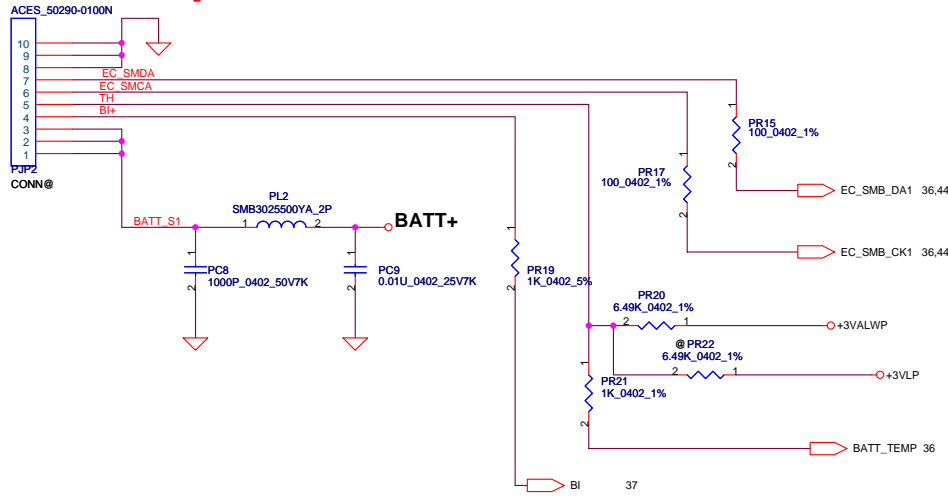 ACES_50290-0100N
10
9
8
7
6
5
4
3
2
1
EC_SMDA
EC_SMCA
TH
BI+
PJP2
CONN@
BATT_S1
PL2
SMB3025500YA_2P
1 2
BATT+
1
PC8
1000P_0402_50V7K
2
1
PC9
0.01U_0402_25V7K
2
1
PR19
1K_0402_5%
2
1
PR15
100_0402_1%
2
1
PR17
100_0402_1%
2
EC_SMB_DA1 36,44
EC_SMB_CK1 36,44
PR20
6.49K_0402_1%
2 1
+3VALWP
@ PR22
6.49K_0402_1%
2 1
+3VLP
1
PR21
1K_0402_1%
2
BATT_TEMP 36
BI 37